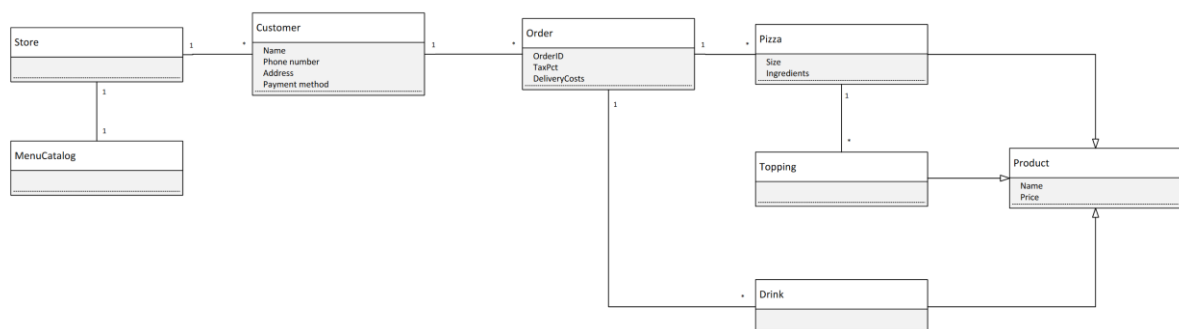 Store
1
*
1
1
MenuCatalog
Customer
Name
Phone number
Address
Payment method
1
*
Order
OrderID
TaxPct
DeliveryCosts
1
*
1
*
Pizza
Size
Ingredients
1
*
Topping
Product
Name
Price
Drink